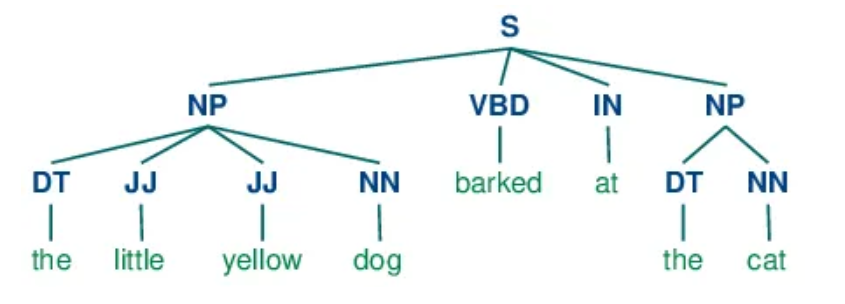 S
NP VBD IN NP
DT JJ JJ NN barked at DT NN
the little yellow dog the cat